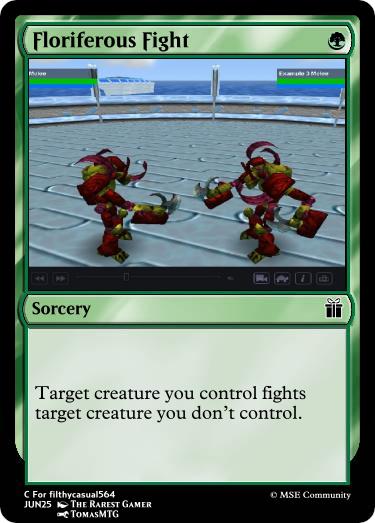 Floriferous Fight
Melee
Example 3 Melee
Sorcery
Target creature you control fights
target creature you don't control.
C For filthycasual564
JUN25 The Rarest Gamer
TomasMTG
© MSE Community